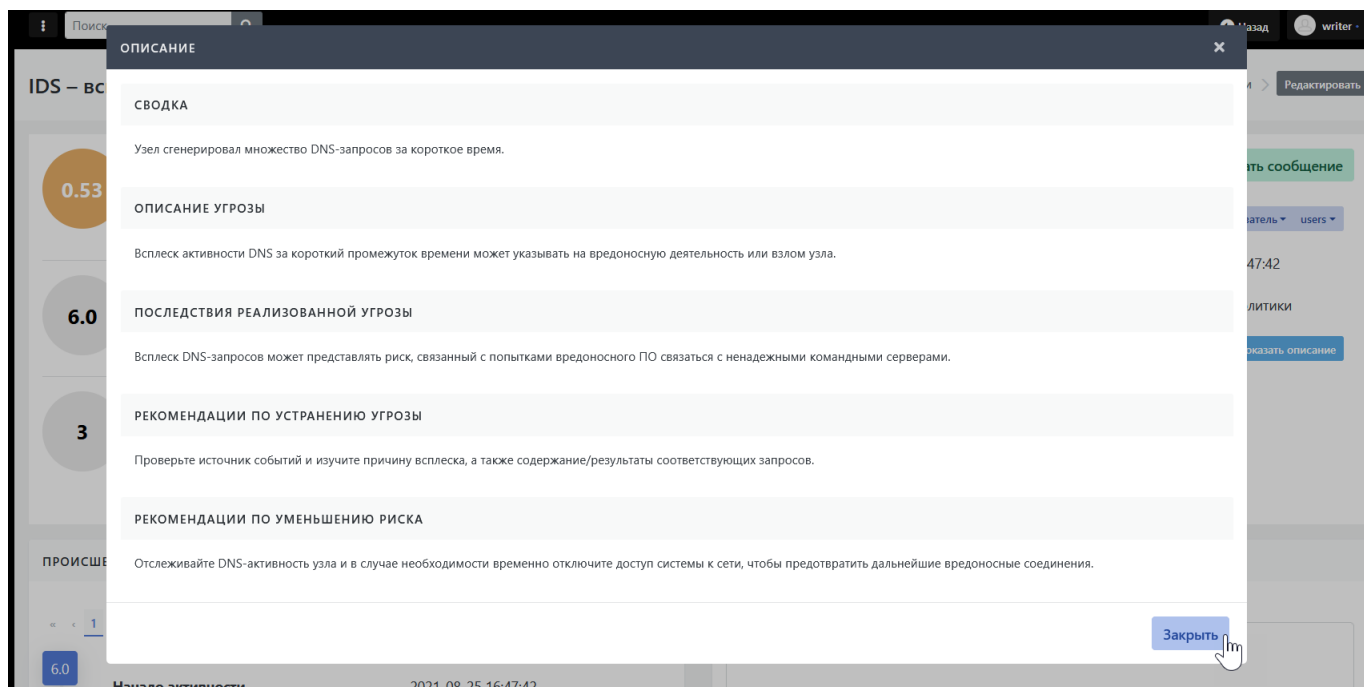 Поиск
Назад
writer
ОПИСАНИЕ
×
IDS –
Редактировать
СВОДКА
Узел сгенерировал множество DNS-запросов за короткое время.
0.53
сообщение
ОПИСАНИЕ УГРОЗЫ
users
Всплеск активности DNS за короткий промежуток времени может указывать на вредоносную деятельность или взлом узла.
47:42
6.0
ПОСЛЕДСТВИЯ РЕАЛИЗОВАННОЙ УГРОЗЫ
Всплеск DNS-запросов может представлять риск, связанный с попытками вредоносного ПО связаться с ненадежными командными серверами.
описание
РЕКОМЕНДАЦИИ ПО УСТРАНЕНИЮ УГРОЗЫ
3
Проверьте источник событий и изучите причину всплеска, а также содержание/результаты соответствующих запросов.
РЕКОМЕНДАЦИИ ПО УМЕНЬШЕНИЮ РИСКА
Отслеживайте DNS-активность узла и в случае необходимости временно отключите доступ системы к сети, чтобы предотвратить дальнейшие вредоносные соединения.
ПРОИСШЕ
« ‹ 1
Закрыть
6.0
Начало активности 2021-08-25 16:47:42